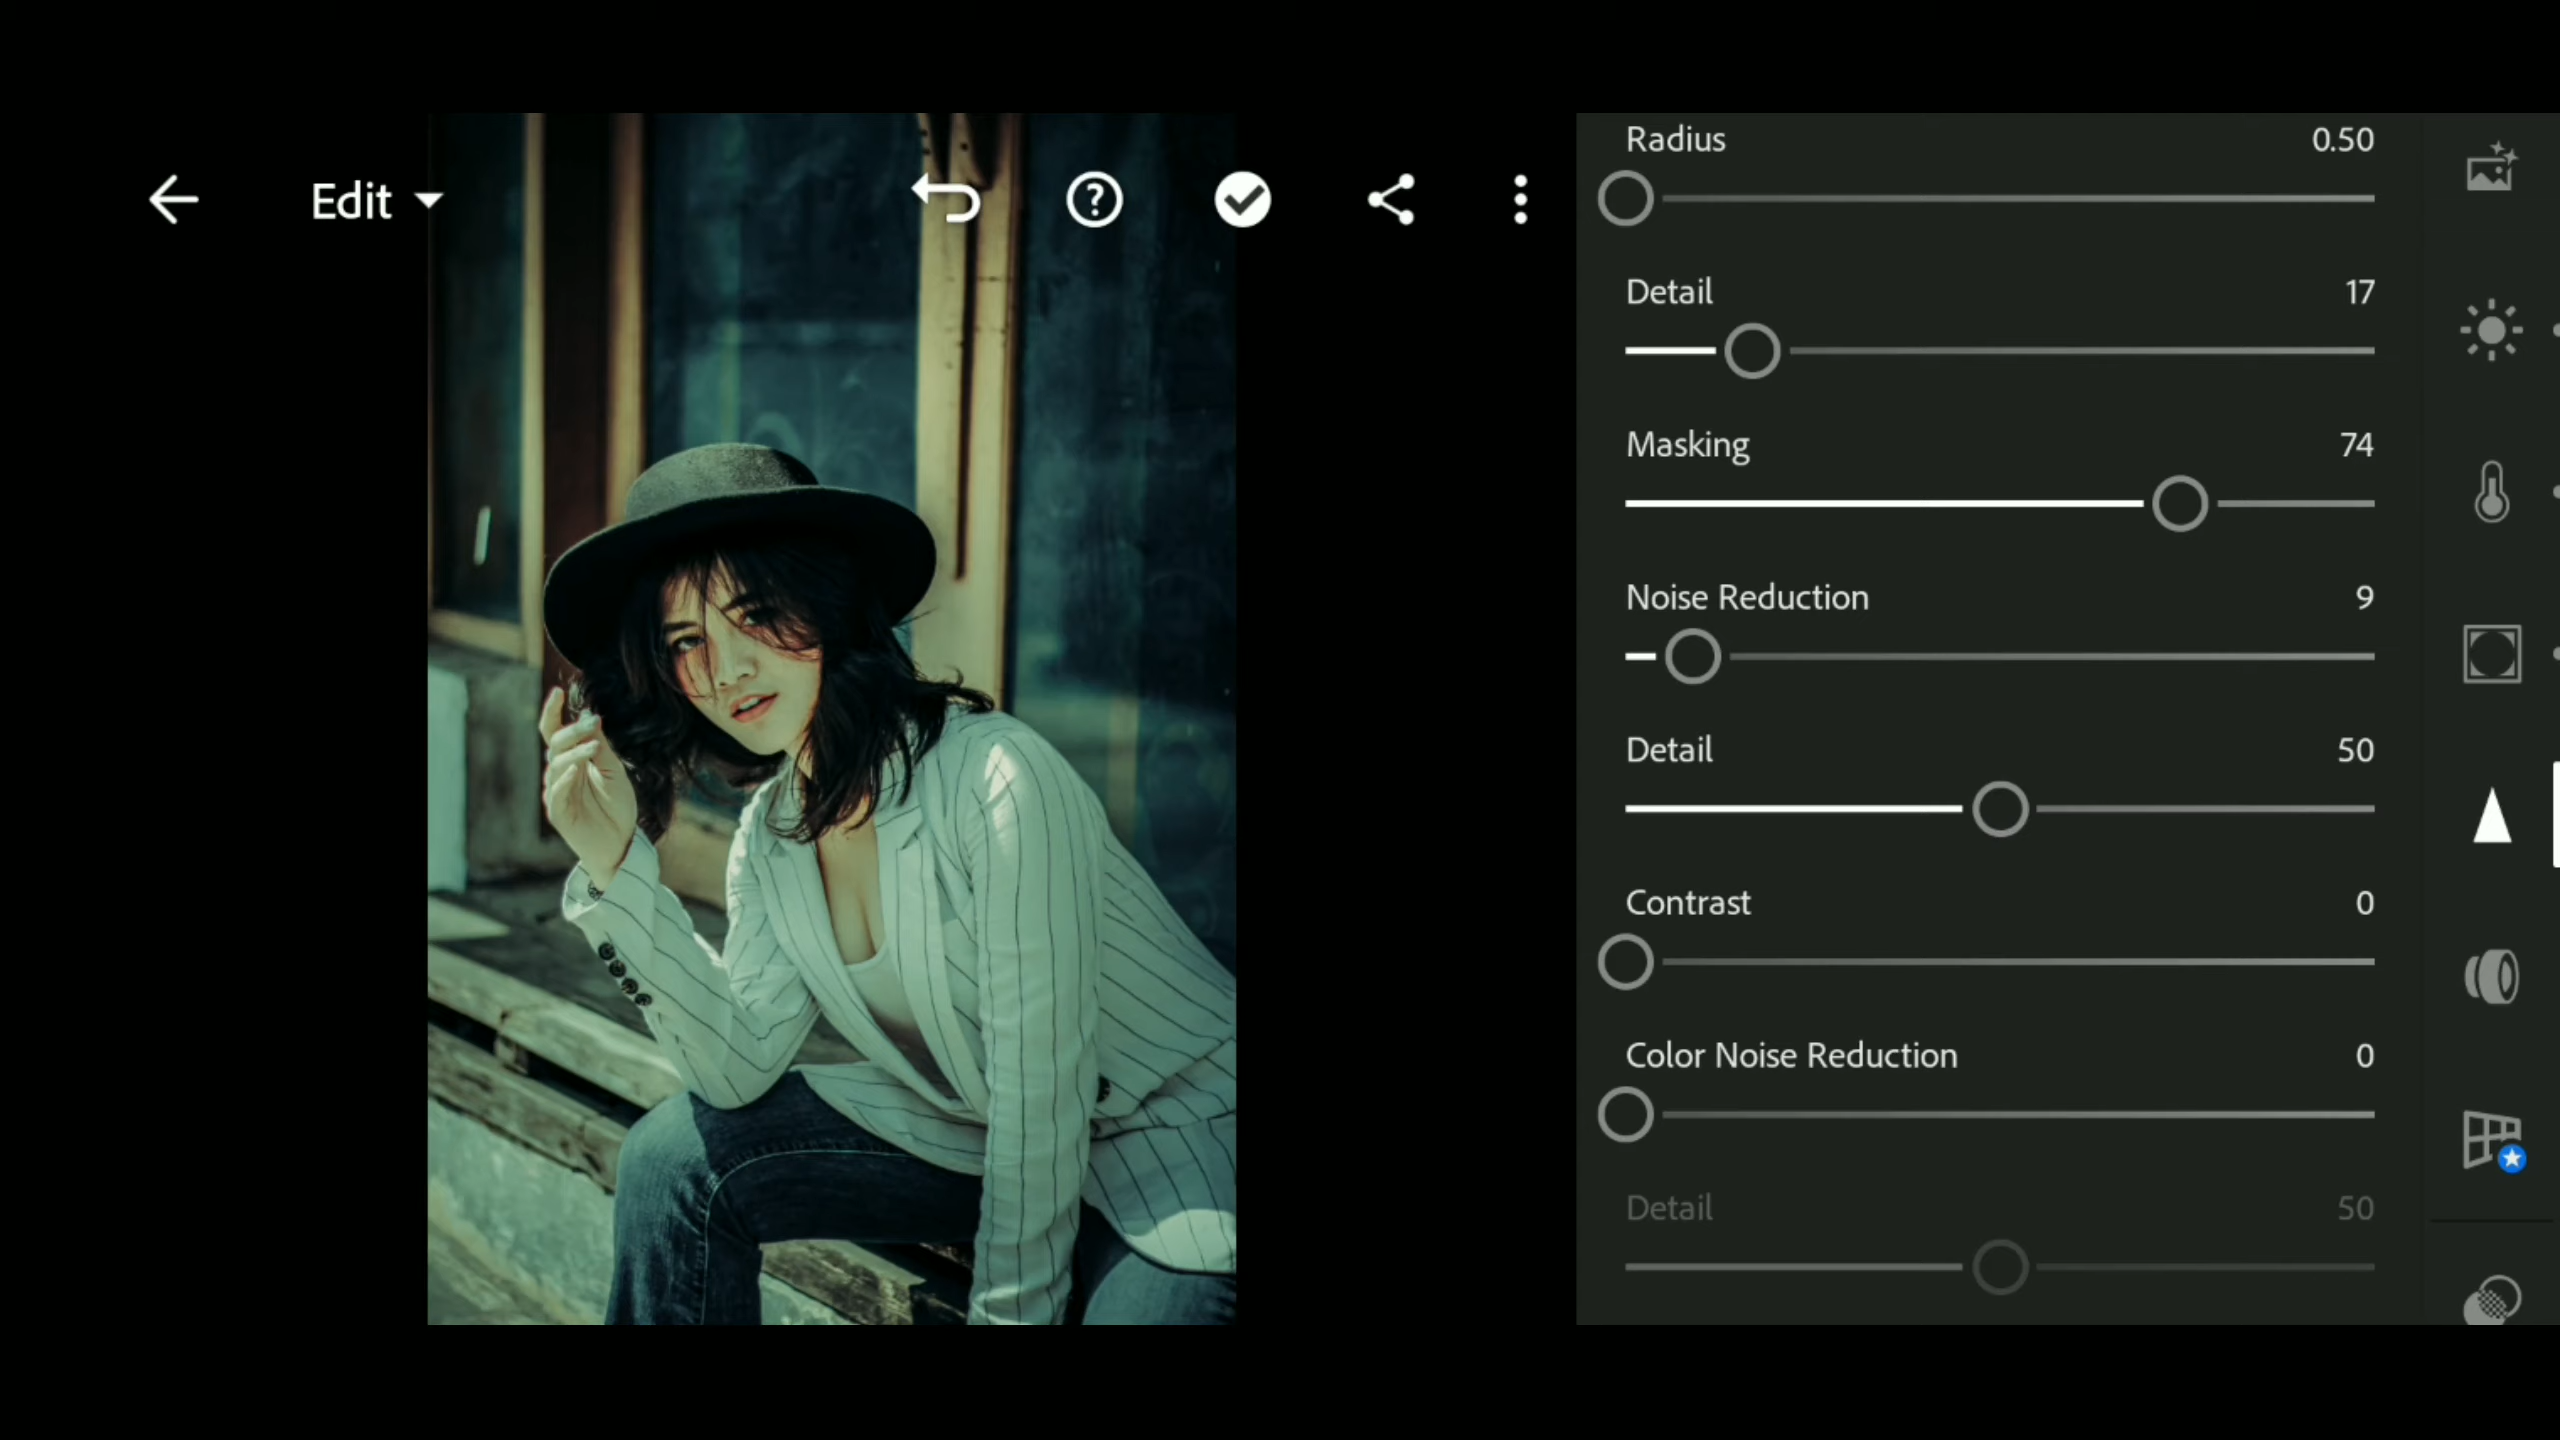 Edit
Radius 0.50
Detail 17
Masking 74
Noise Reduction 9
Detail 50
Contrast 0
Color Noise Reduction 0
Detail 50